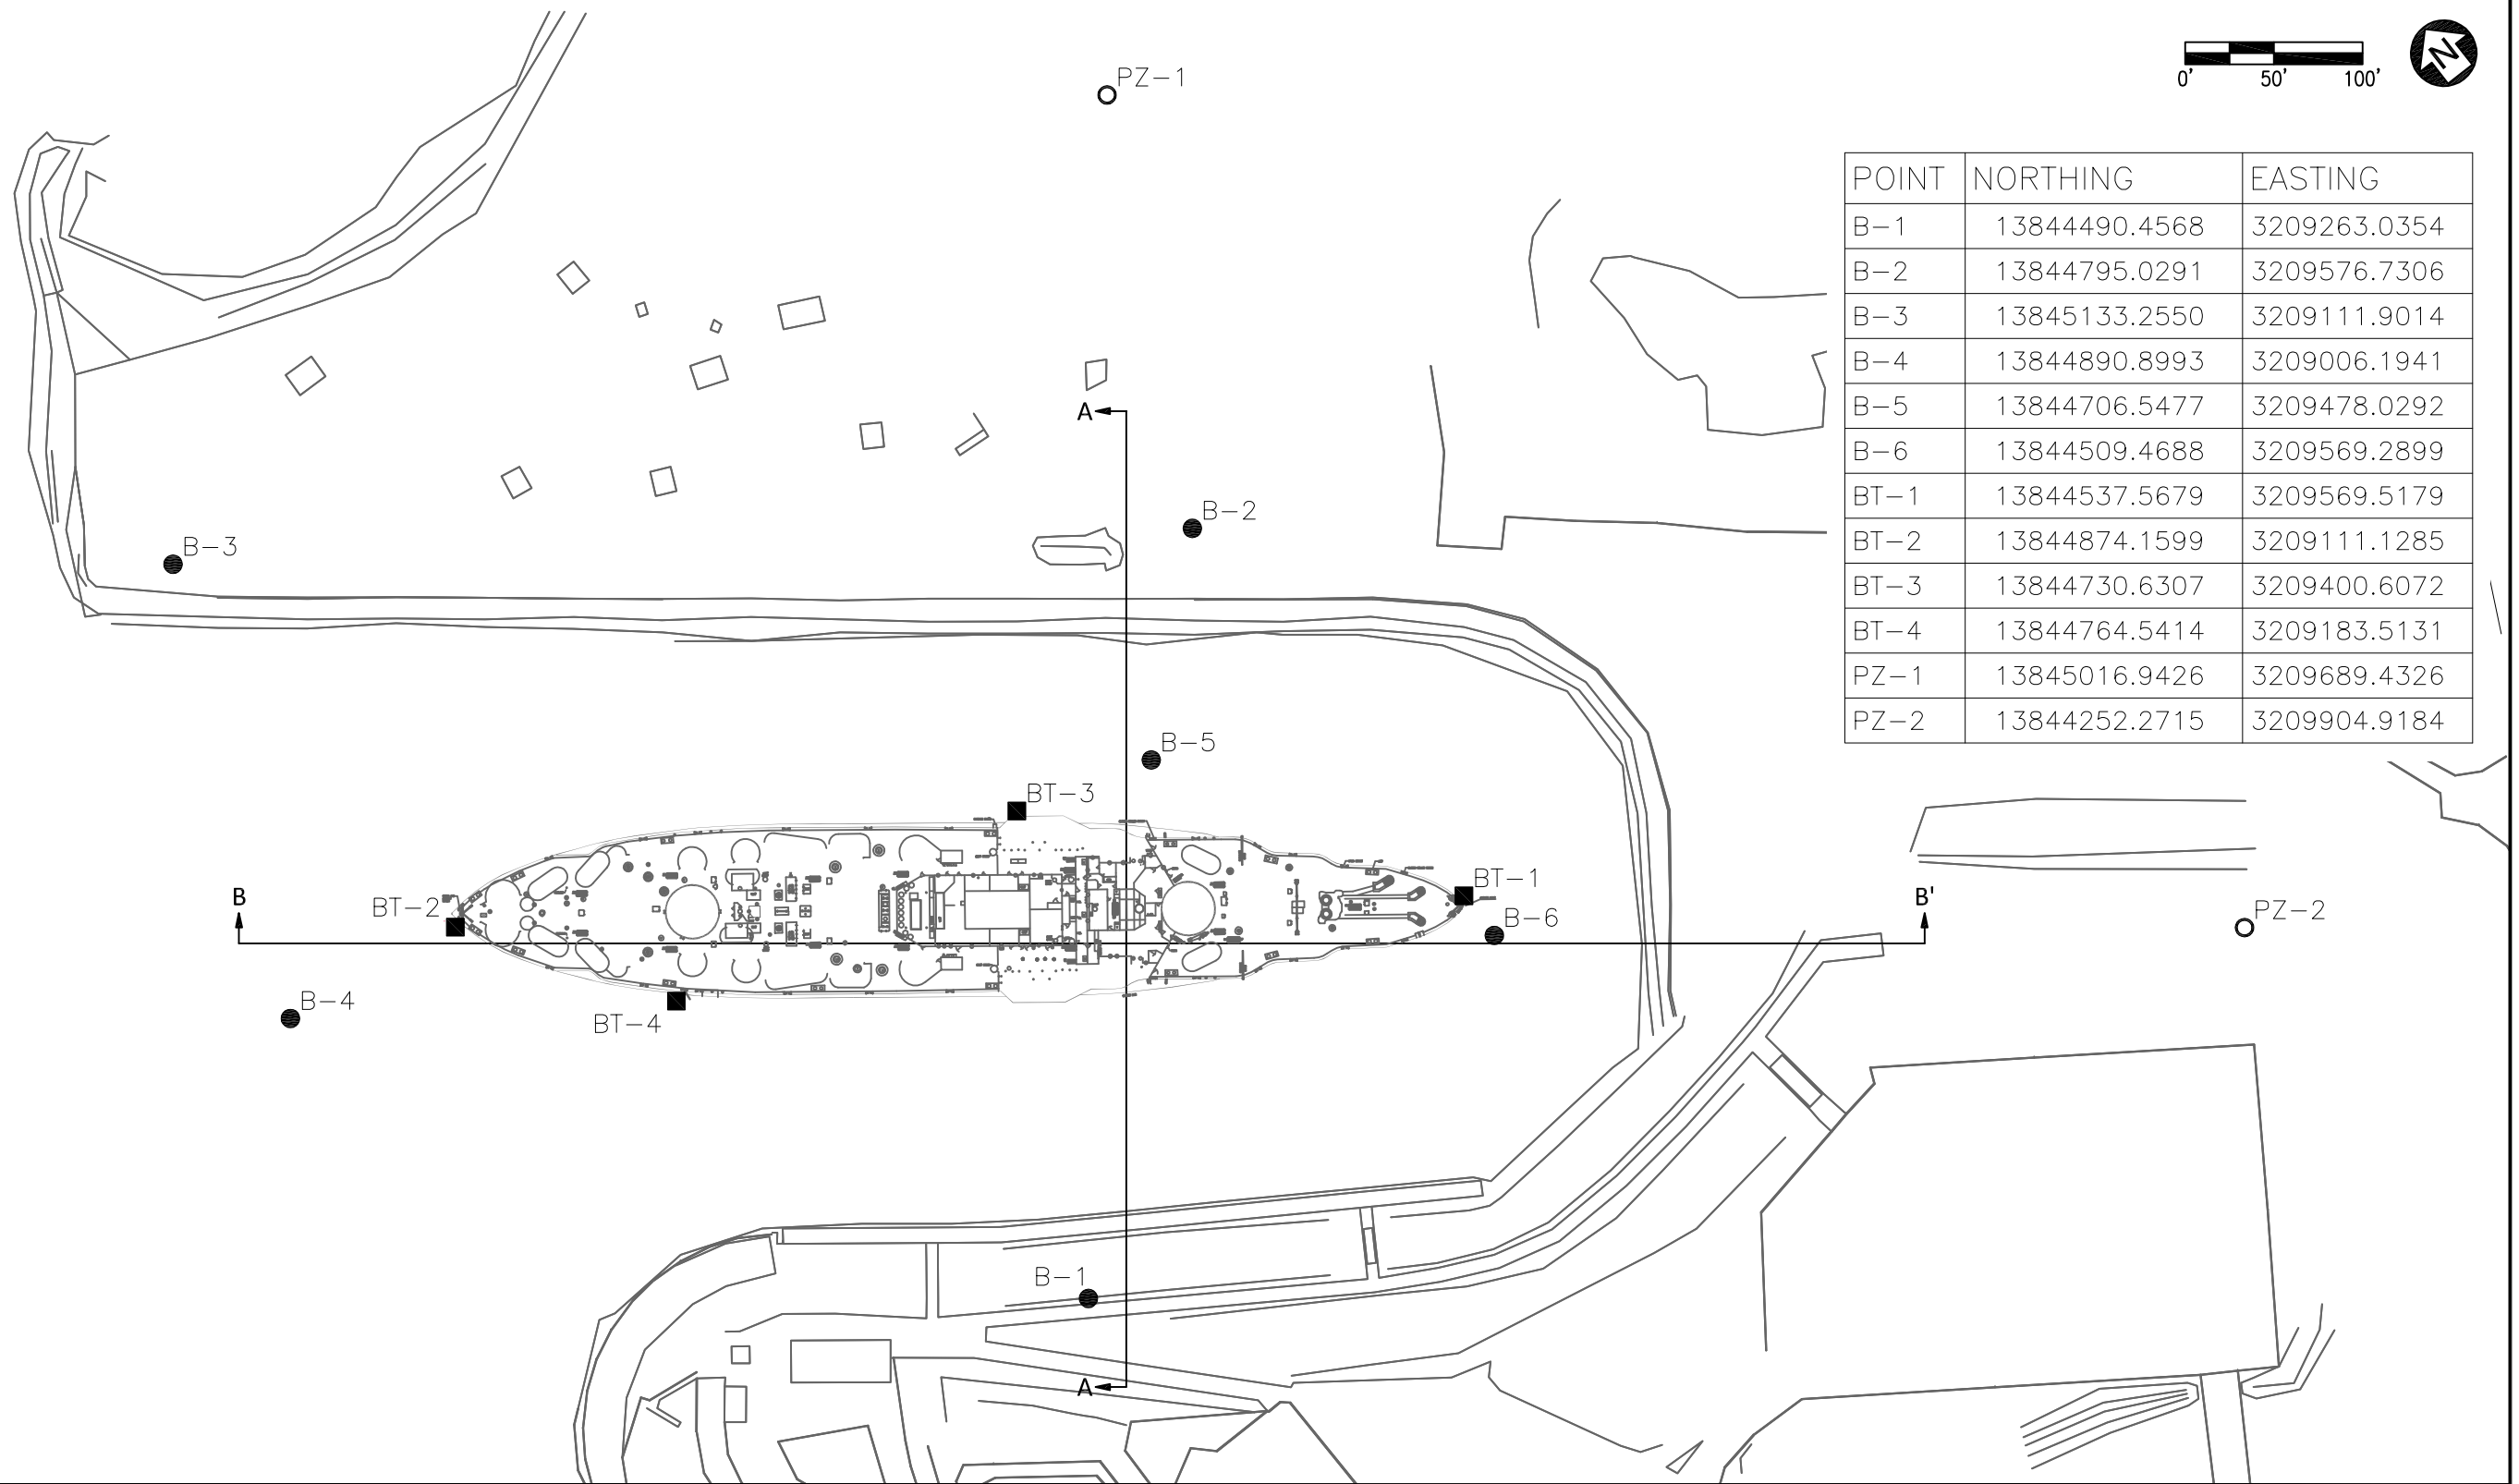 PZ-1
0' 50' 100'
N
POINT NORTHING EASTING
B-1 13844490.4568 3209263.0354
B-2 13844795.0291 3209576.7306
B-3 13845133.2550 3209111.9014
B-4 13844890.8993 3209006.1941
B-5 13844706.5477 3209478.0292
B-6 13844509.4688 3209569.2899
BT-1 13844537.5679 3209569.5179
BT-2 13844874.1599 3209111.1285
BT-3 13844730.6307 3209400.6072
BT-4 13844764.5414 3209183.5131
PZ-1 13845016.9426 3209689.4326
PZ-2 13844252.2715 3209904.9184
A
B-2
B-3
B-5
BT-3
BT-1
B
BT-2
B'
PZ-2
B-6
B-4
BT-4
B-1
A